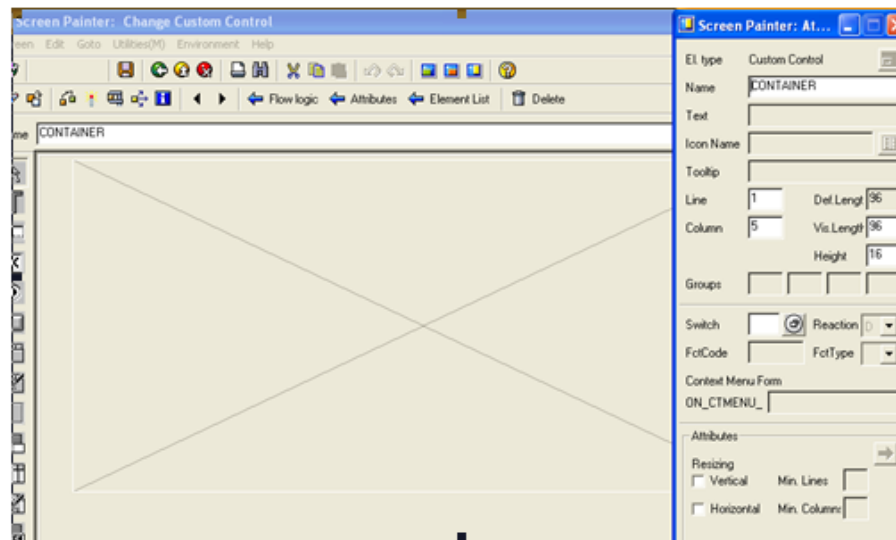 Screen Painter: Change Custom Control
een Edit Goto Utilities(M) Environment Help
Flow logic Attributes Element List Delete
me CONTAINER
Screen Painter: At...
El. type Custom Control
Name CONTAINER
Text
Icon Name
Tooltip
Line 1 Def.Lengt 96
Column 5 Vis.Length 96
Height 16
Groups
Switch Reaction D
FctCode FctType
Context Menu Form
ON_CTMENU_
Attributes
Resizing
Vertical Min. Lines
Horizontal Min. Columns